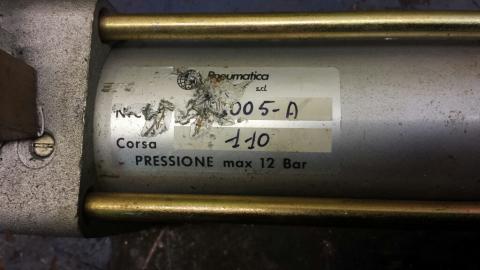 Pneumatica
s.r.l.
005-A
Corsa 110
PRESSIONE max 12 Bar